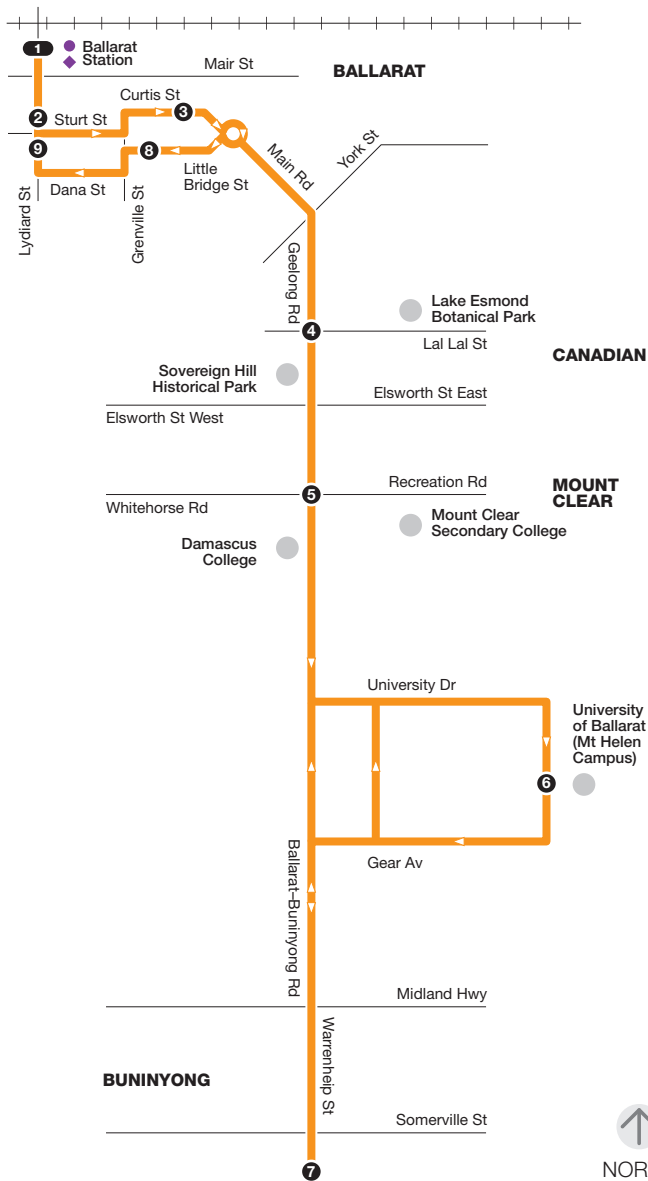 1
Ballarat
Station
Mair St
BALLARAT
Curtis St
2
Sturt St
3
9
8
Little
Bridge St
Main Rd
York St
Dana St
Lydiard St
Grenville St
Geelong Rd
Lake Esmond
Botanical Park
4
Lal Lal St
CANADIAN
Sovereign Hill
Historical Park
Elsworth St East
Elsworth St West
Recreation Rd
5
MOUNT
CLEAR
Whitehorse Rd
Mount Clear
Secondary College
Damascus
College
University Dr
University
of Ballarat
(Mt Helen
Campus)
6
Gear Av
Ballarat–Buninyong Rd
Midland Hwy
Warrenheip St
BUNINYONG
Somerville St
7
NOR